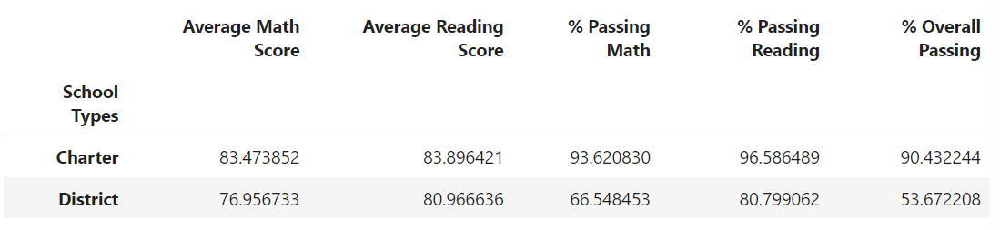 Average Math Score Average Reading Score % Passing Math % Passing Reading % Overall Passing
School Types
Charter 83.473852 83.896421 93.620830 96.586489 90.432244
District 76.956733 80.966636 66.548453 80.799062 53.672208